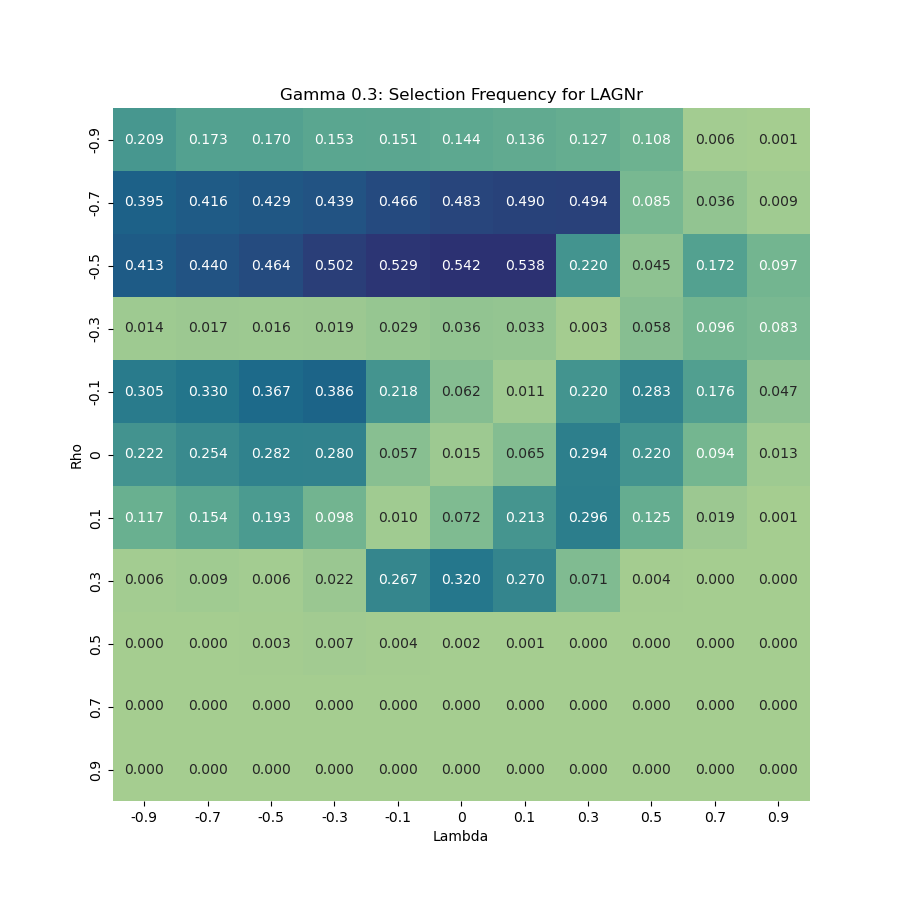 Gamma 0.3: Selection Frequency for LAGNr
Rho
-0.9 0.209 0.173 0.170 0.153 0.151 0.144 0.136 0.127 0.108 0.006 0.001
-0.7 0.395 0.416 0.429 0.439 0.466 0.483 0.490 0.494 0.085 0.036 0.009
-0.5 0.413 0.440 0.464 0.502 0.529 0.542 0.538 0.220 0.045 0.172 0.097
-0.3 0.014 0.017 0.016 0.019 0.029 0.036 0.033 0.003 0.058 0.096 0.083
-0.1 0.305 0.330 0.367 0.386 0.218 0.062 0.011 0.220 0.283 0.176 0.047
0 0.222 0.254 0.282 0.280 0.057 0.015 0.065 0.294 0.220 0.094 0.013
0.1 0.117 0.154 0.193 0.098 0.010 0.072 0.213 0.296 0.125 0.019 0.001
0.3 0.006 0.009 0.006 0.022 0.267 0.320 0.270 0.071 0.004 0.000 0.000
0.5 0.000 0.000 0.003 0.007 0.004 0.002 0.001 0.000 0.000 0.000 0.000
0.7 0.000 0.000 0.000 0.000 0.000 0.000 0.000 0.000 0.000 0.000 0.000
0.9 0.000 0.000 0.000 0.000 0.000 0.000 0.000 0.000 0.000 0.000 0.000
-0.9 -0.7 -0.5 -0.3 -0.1 0 0.1 0.3 0.5 0.7 0.9
Lambda